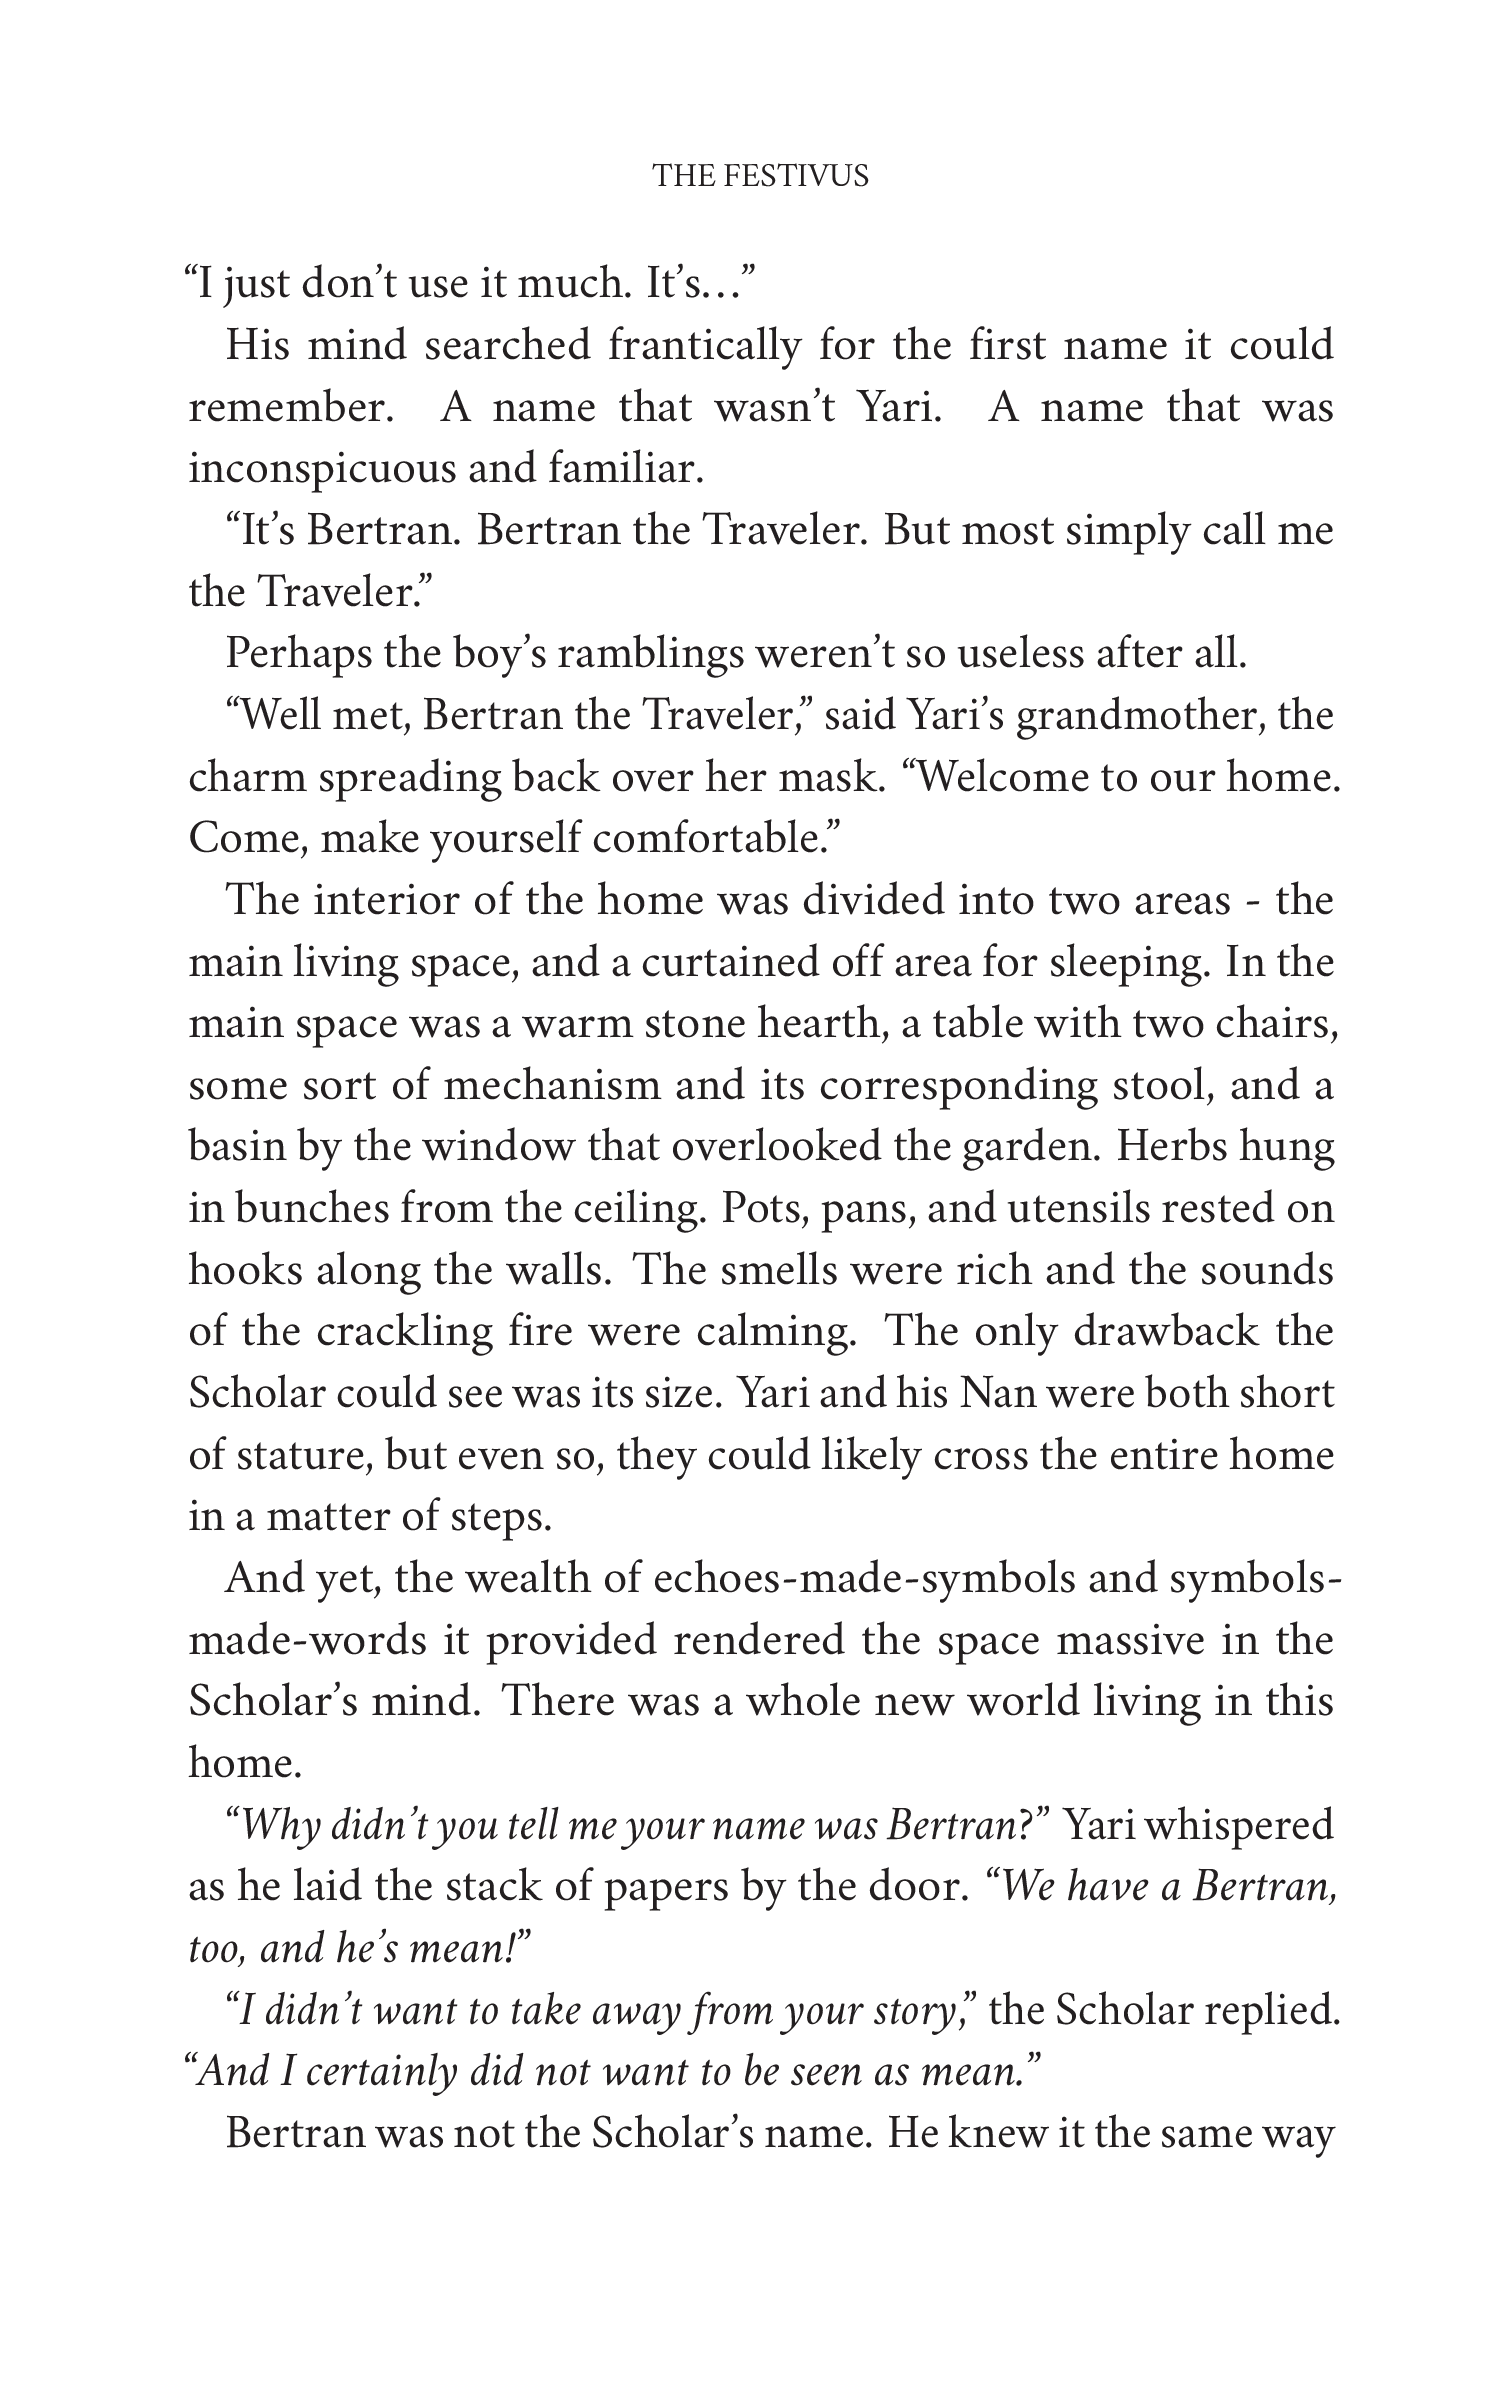 THE FESTIVUS
“I just don’t use it much. It’s…”
His mind searched frantically for the first name it could
remember. A name that wasn’t Yari. A name that was
inconspicuous and familiar.
“It’s Bertran. Bertran the Traveler. But most simply call me
the Traveler.”
Perhaps the boy’s ramblings weren’t so useless after all.
“Well met, Bertran the Traveler,” said Yari’s grandmother, the
charm spreading back over her mask. “Welcome to our home.
Come, make yourself comfortable.”
The interior of the home was divided into two areas - the
main living space, and a curtained off area for sleeping. In the
main space was a warm stone hearth, a table with two chairs,
some sort of mechanism and its corresponding stool, and a
basin by the window that overlooked the garden. Herbs hung
in bunches from the ceiling. Pots, pans, and utensils rested on
hooks along the walls. The smells were rich and the sounds
of the crackling fire were calming. The only drawback the
Scholar could see was its size. Yari and his Nan were both short
of stature, but even so, they could likely cross the entire home
in a matter of steps.
And yet, the wealth of echoes-made-symbols and symbols-
made-words it provided rendered the space massive in the
Scholar’s mind. There was a whole new world living in this
home.
“Why didn’t you tell me your name was Bertran?” Yari whispered
as he laid the stack of papers by the door. “We have a Bertran,
too, and he’s mean!”
“I didn’t want to take away from your story,” the Scholar replied.
“And I certainly did not want to be seen as mean.”
Bertran was not the Scholar’s name. He knew it the same way